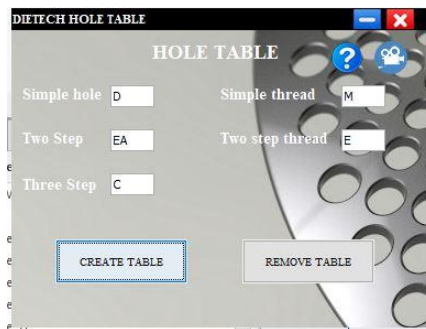 DIETECH HOLE TABLE
HOLE TABLE
?
Simple hole D
Simple thread M
Two Step EA
Two step thread E
Three Step C
CREATE TABLE
REMOVE TABLE